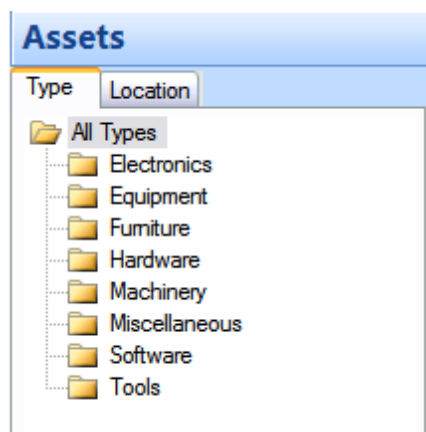 Assets
Type Location
All Types
Electronics
Equipment
Furniture
Hardware
Machinery
Miscellaneous
Software
Tools